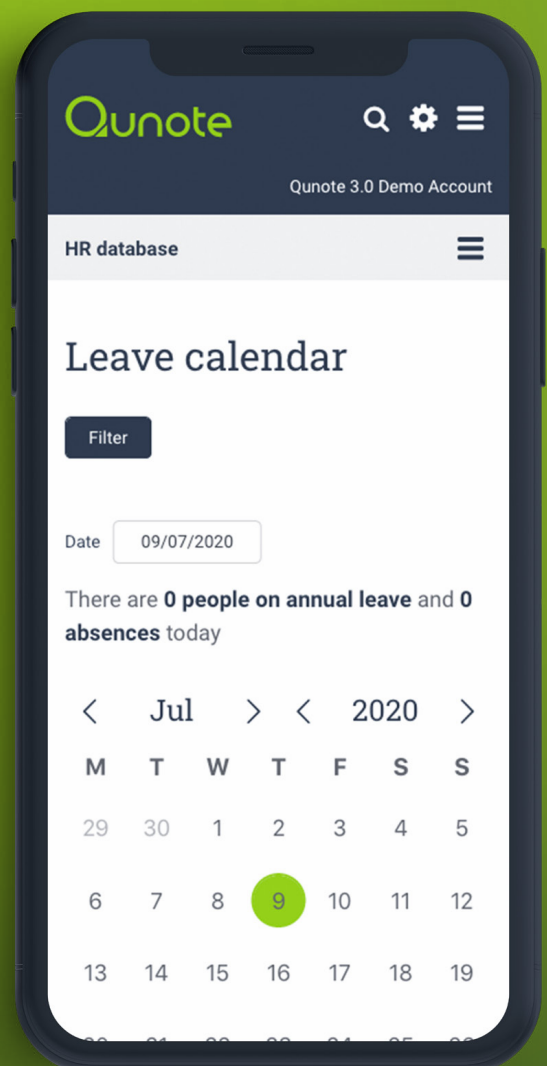 Qunote
Qunote 3.0 Demo Account
HR database
Leave calendar
Filter
Date 09/07/2020
There are 0 people on annual leave and 0
absences today
Jul 2020
M T W T F S S
29 30 1 2 3 4 5
6 7 8 9 10 11 12
13 14 15 16 17 18 19